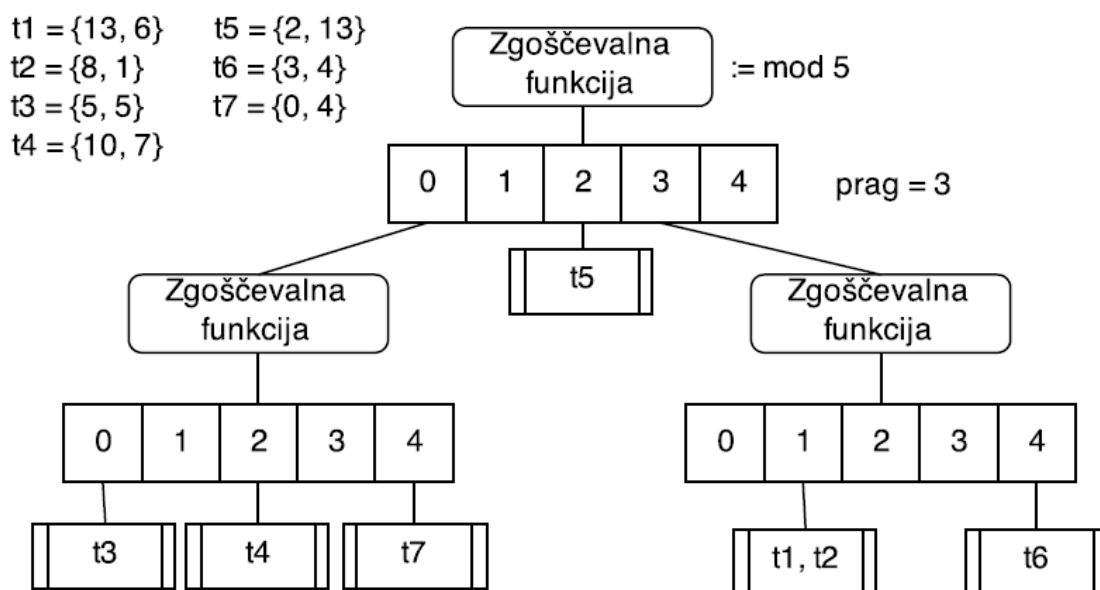 t1 = {13, 6}
t2 = {8, 1}
t3 = {5, 5}
t4 = {10, 7}
t5 = {2, 13}
t6 = {3, 4}
t7 = {0, 4}
Zgoščevalna
funkcija
:= mod 5
0 1 2 3 4
prag = 3
t5
Zgoščevalna
funkcija
0 1 2 3 4
t3
t4
t7
Zgoščevalna
funkcija
0 1 2 3 4
t1, t2
t6